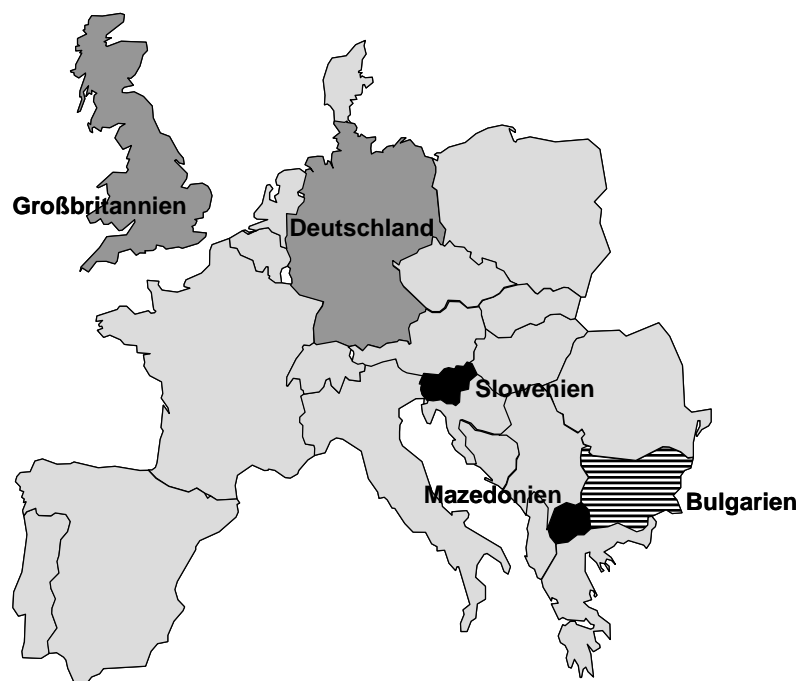 Großbritannien
Deutschland
Slowenien
Mazedonien
Bulgarien